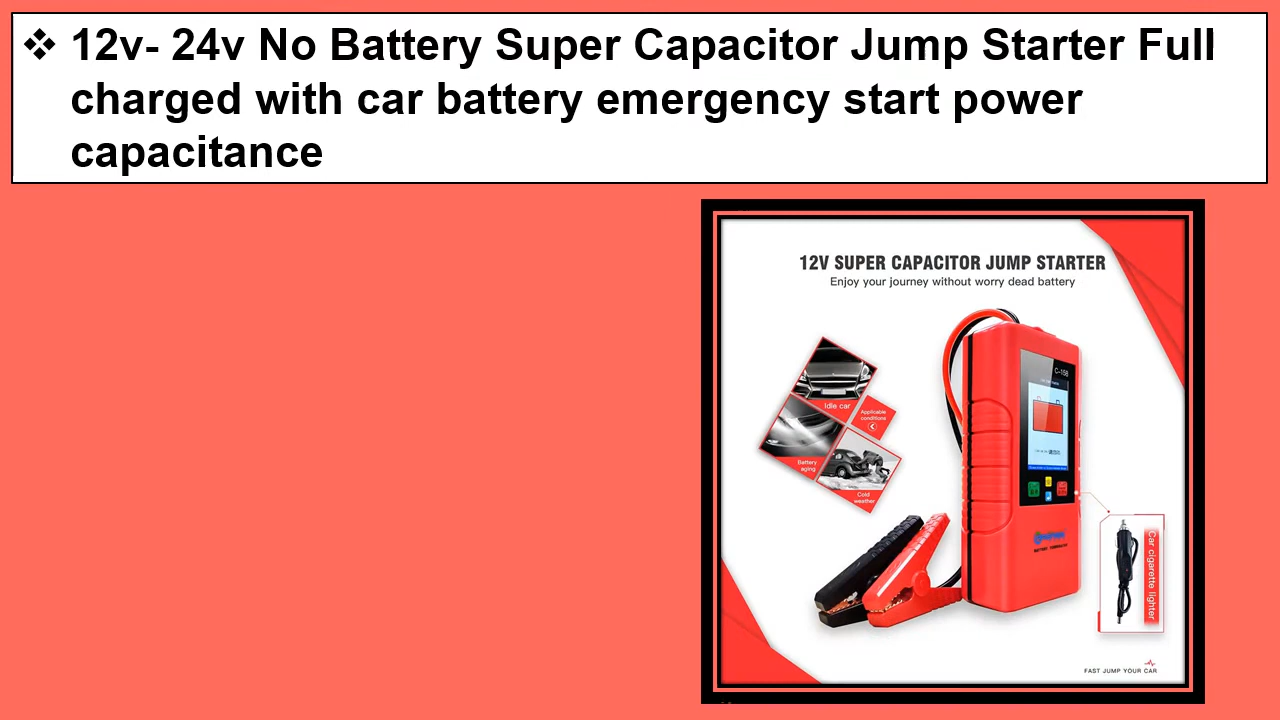 ❖ 12v- 24v No Battery Super Capacitor Jump Starter Full
charged with car battery emergency start power
capacitance
12V SUPER CAPACITOR JUMP STARTER
Enjoy your journey without worry dead battery
C-158
Idle car
Applicable
conditions
Battery
aging
Cold
weather
Car cigarette lighter
FAST JUMP YOUR CAR